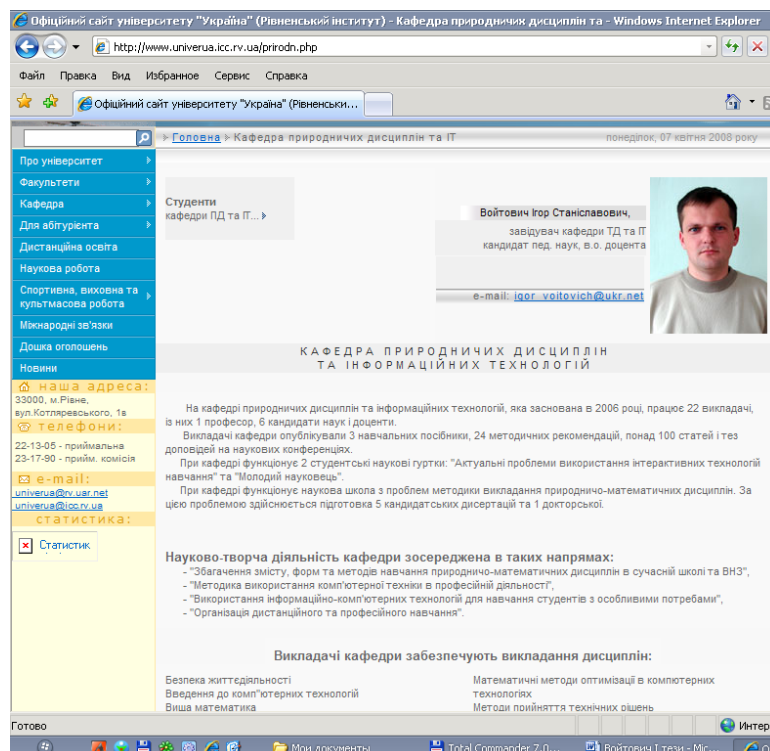 Офіційний сайт університету "Україна" (Рівненський інститут) - Кафедра природничих дисциплін та - Windows Internet Explorer
http://www.univerua.icc.rv.ua/prirodn.php
Файл Правка Вид Избранное Сервис Справка
Офіційний сайт університету "Україна" (Рівненськи...
Головна Кафедра природничих дисциплін та ІТ
понеділок, 07 квітня 2008 року
Про університет
Факультети
Кафедра
Для абітурієнта
Дистанційна освіта
Наукова робота
Спортивна, виховна та
культмасова робота
Міжнародні зв'язки
Дошка оголошень
Новини
наша адреса:
33000, м.Рівне,
вул.Котляревського, 1в
телефони:
22-13-05 - приймальна
23-17-90 - прийм. комісія
e-mail:
univerua@rv.uar.net
univerua@icc.rv.ua
статистика:
Статистик
Студенти
кафедри ПД та ІТ...
Войтович Ігор Станіславович,
завідувач кафедри ТД та ІТ
кандидат пед. наук, в.о. доцента
e-mail: igor_voitovich@ukr.net
КАФЕДРА ПРИРОДНИЧИХ ДИСЦИПЛІН
ТА ІНФОРМАЦІЙНИХ ТЕХНОЛОГІЙ
На кафедрі природничих дисциплін та інформаційних технологій, яка заснована в 2006 році, працює 22 викладачі,
із них 1 професор, 6 кандидати наук і доценти.
Викладачі кафедри опублікували 3 навчальних посібники, 24 методичних рекомендацій, понад 100 статей і тез
доповідей на наукових конференціях.
При кафедрі функціонує 2 студентські наукові гуртки: "Актуальні проблеми використання інтерактивних технологій
навчання" та "Молодий науковець".
При кафедрі функціонує наукова школа з проблем методики викладання природничо-математичних дисциплін. За
цією проблемою здійснюється підготовка 5 кандидатських дисертацій та 1 докторської.
Науково-творча діяльність кафедри зосереджена в таких напрямах:
- "Збагачення змісту, форм та методів навчання природничо-математичних дисциплін в сучасній школі та ВНЗ",
- "Методика використання комп'ютерної техніки в професійній діяльності",
- "Використання інформаційно-комп'ютерних технологій для навчання студентів з особливими потребами",
- "Організація дистанційного та професійного навчання".
Викладачі кафедри забезпечують викладання дисциплін:
Безпека життєдіяльності
Введення до комп"ютерних технологій
Вища математика
Математичні методи оптимізації в компютерних
технологіях
Методи прийняття технічних рішень
Готово
Интер
Мои документы
Total Commander 7.0...
Войтович І тези - Mic...